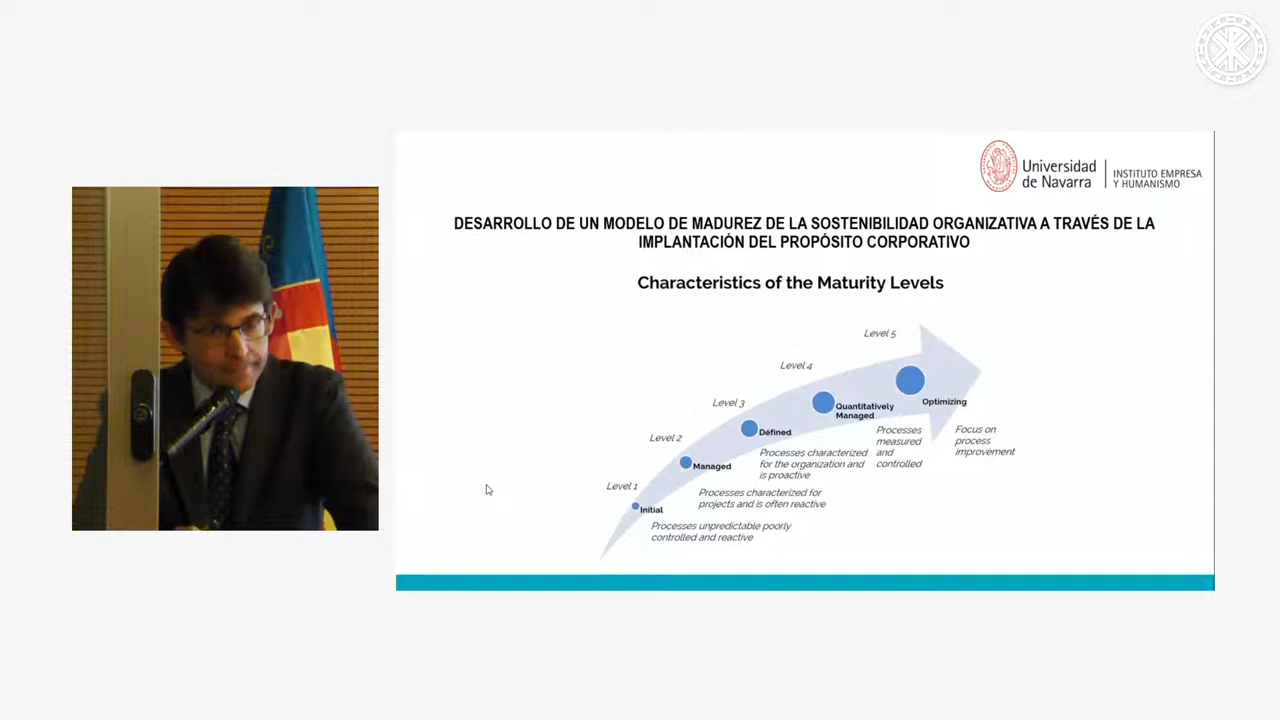 Universidad
de Navarra
INSTITUTO EMPRESA
Y HUMANISMO
DESARROLLO DE UN MODELO DE MADUREZ DE LA SOSTENIBILIDAD ORGANIZATIVA A TRAVÉS DE LA
IMPLANTACIÓN DEL PROPÓSITO CORPORATIVO
Characteristics of the Maturity Levels
Level 1
Initial
Processes unpredictable poorly
controlled and reactive
Level 2
Managed
Processes characterized for
projects and is often reactive
Level 3
Défined
Processes characterized
for the organization and
is proactive
Level 4
Quantitatively
Managed
Processes
measured
and
controlled
Level 5
Optimizing
Focus on
process
improvement